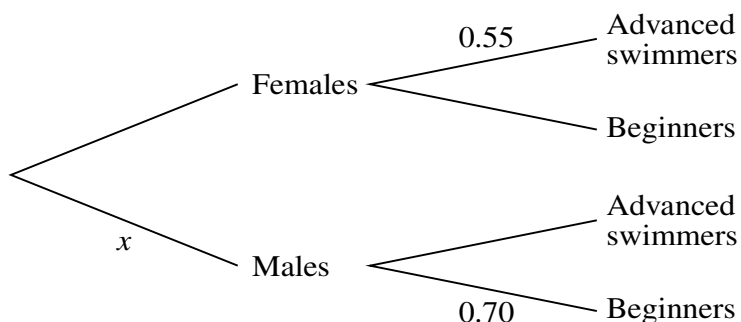 0.55
Advanced
swimmers
Females
Beginners
x
Advanced
swimmers
Males
0.70
Beginners